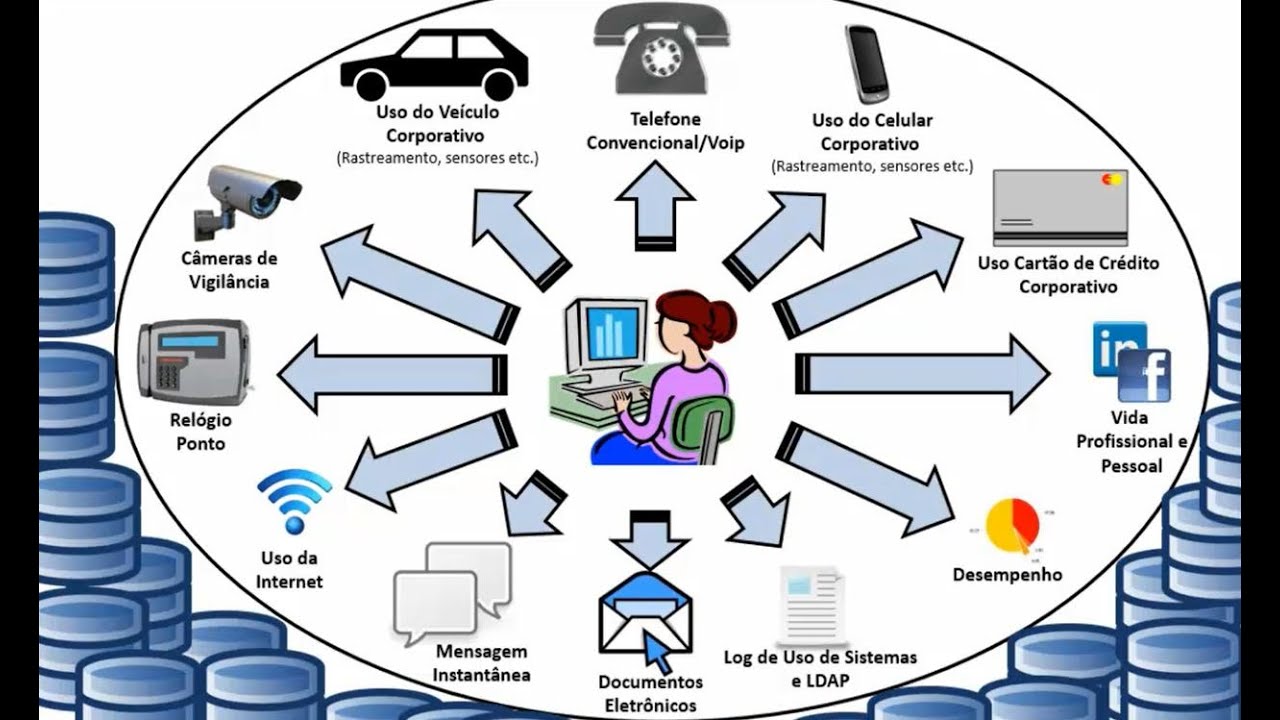 Uso do Veículo
Corporativo
(Rastreamento, sensores etc.)
Telefone
Convencional/Voip
Uso do Celular
Corporativo
(Rastreamento, sensores etc.)
Câmeras de
Vigilância
Uso Cartão de Crédito
Corporativo
Relógio
Ponto
in
f
Vida
Profissional e
Pessoal
Uso da
Internet
Desempenho
Mensagem
Instantânea
Documentos
Eletrônicos
Log de Uso de Sistemas
e LDAP